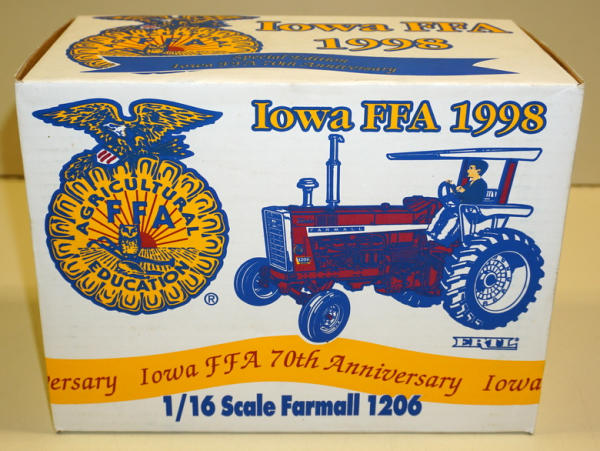 Iowa FFA
1998
Special Edition
Iowa FFA 70th Anniversary
Iowa FFA 1998
AGRICULTURAL
FFA
EDUCATION
®
FARMALL
1206
ERTL
ersary Iowa FFA 70th Anniversary Iowa
1/16 Scale Farmall 1206